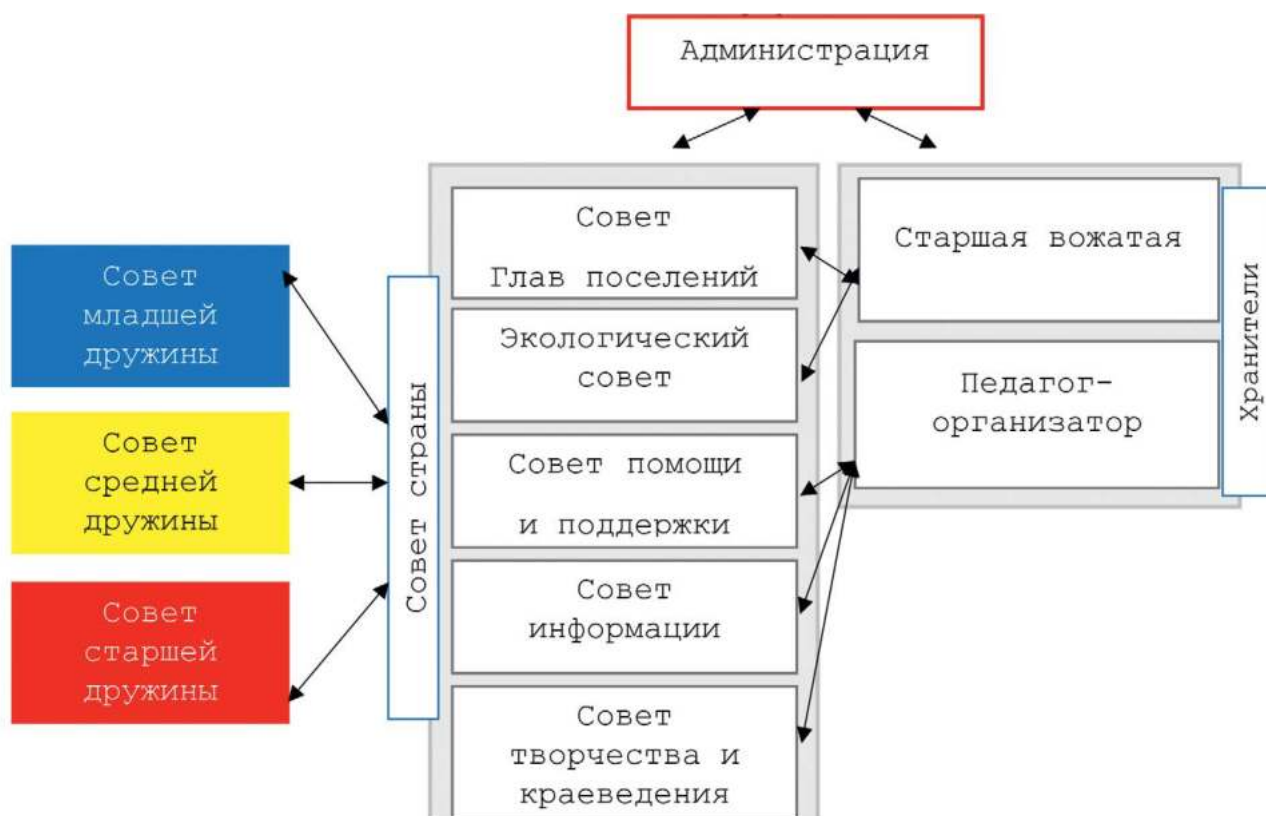 Администрация
Совет
младшей
дружины
Совет
средней
дружины
Совет
старшей
дружины
Совет страны
Совет
Глав поселений
Экологический
совет
Совет помощи
и поддержки
Совет
информации
Совет
творчества и
краеведения
Старшая вожатая
Педагог-
организатор
Хранители